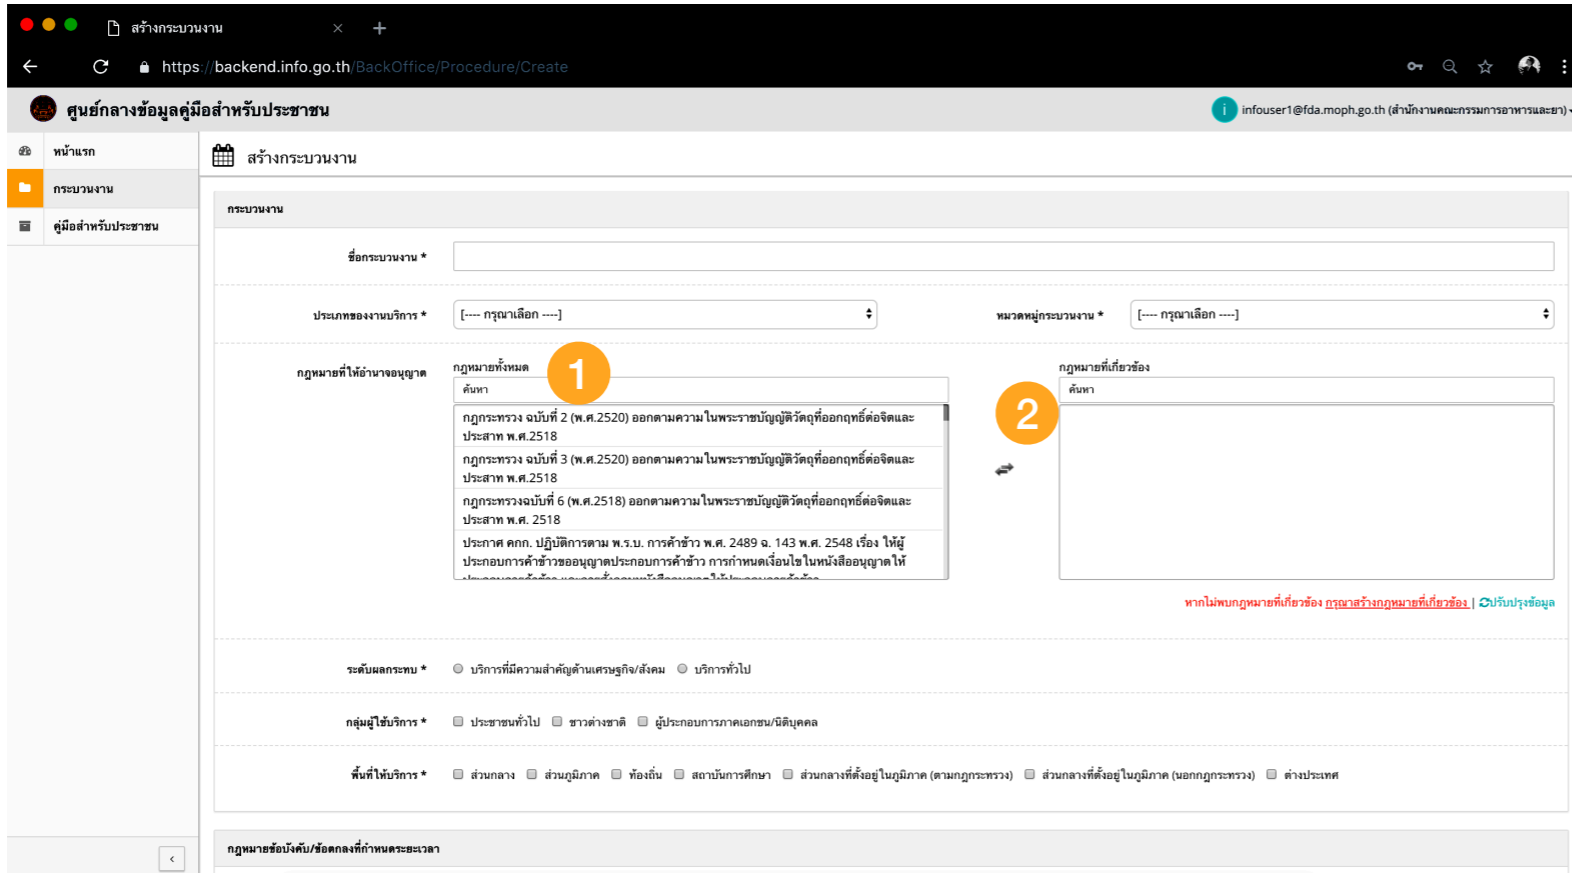 สร้างกระบวนงาน
https://backend.info.go.th/BackOffice/Procedure/Create
ศูนย์กลางข้อมูลคู่มือสำหรับประชาชน
i infouser1@fda.moph.go.th (สำนักงานคณะกรรมการอาหารและยา)
หน้าแรก
กระบวนงาน
คู่มือสำหรับประชาชน
สร้างกระบวนงาน
กระบวนงาน
ชื่อกระบวนงาน *
ประเภทของงานบริการ * [---- กรุณาเลือก ----] หมวดหมู่กระบวนงาน * [---- กรุณาเลือก ----]
กฎหมายที่ให้อำนาจอนุญาต
กฎหมายทั้งหมด
1
ค้นหา
กฎกระทรวง ฉบับที่ 2 (พ.ศ.2520) ออกตามความในพระราชบัญญัติวัตถุที่ออกฤทธิ์ต่อจิตและ
ประสาท พ.ศ.2518
กฎกระทรวง ฉบับที่ 3 (พ.ศ.2520) ออกตามความในพระราชบัญญัติวัตถุที่ออกฤทธิ์ต่อจิตและ
ประสาท พ.ศ.2518
กฎกระทรวงฉบับที่ 6 (พ.ศ.2518) ออกตามความในพระราชบัญญัติวัตถุที่ออกฤทธิ์ต่อจิตและ
ประสาท พ.ศ. 2518
ประกาศ คกก. ปฏิบัติการตาม พ.ร.บ. การค้าข้าว พ.ศ. 2489 ฉ. 143 พ.ศ. 2548 เรื่อง ให้ผู้
ประกอบการค้าข้าวขออนุญาตประกอบการค้าข้าว การกำหนดเงื่อนไขในหนังสืออนุญาตให้
กฎหมายที่เกี่ยวข้อง
ค้นหา
2
หากไม่พบกฎหมายที่เกี่ยวข้อง กรุณาสร้างกฎหมายที่เกี่ยวข้อง | ปรับปรุงข้อมูล
ระดับผลกระทบ * บริการที่มีความสำคัญด้านเศรษฐกิจ/สังคม บริการทั่วไป
กลุ่มผู้ใช้บริการ * ประชาชนทั่วไป ชาวต่างชาติ ผู้ประกอบการภาคเอกชน/นิติบุคคล
พื้นที่ให้บริการ * ส่วนกลาง ส่วนภูมิภาค ท้องถิ่น สถาบันการศึกษา ส่วนกลางที่ตั้งอยู่ในภูมิภาค (ตามกฎกระทรวง) ส่วนกลางที่ตั้งอยู่ในภูมิภาค (นอกกฎกระทรวง) ต่างประเทศ
กฎหมายข้อบังคับ/ข้อตกลงที่กำหนดระยะเวลา